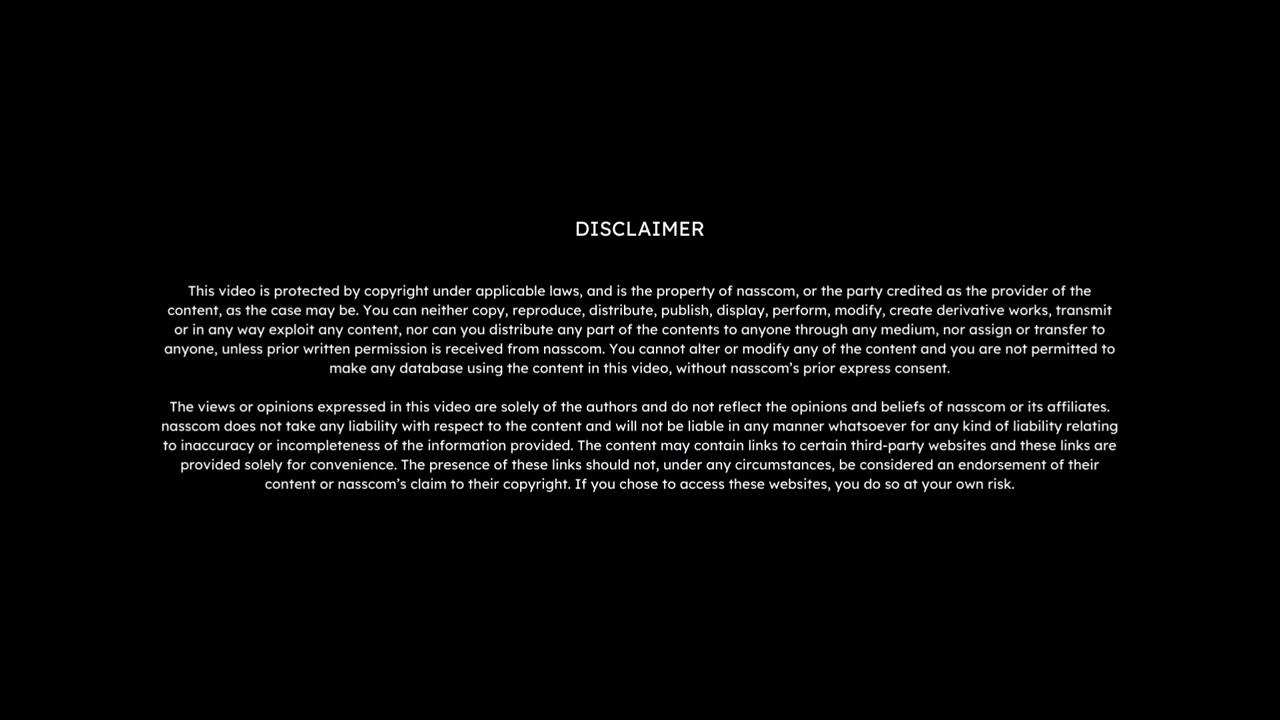 DISCLAIMER
This video is protected by copyright under applicable laws, and is the property of nasscom, or the party credited as the provider of the
content, as the case may be. You can neither copy, reproduce, distribute, publish, display, perform, modify, create derivative works, transmit
or in any way exploit any content, nor can you distribute any part of the contents to anyone through any medium, nor assign or transfer to
anyone, unless prior written permission is received from nasscom. You cannot alter or modify any of the content and you are not permitted to
make any database using the content in this video, without nasscom’s prior express consent.
The views or opinions expressed in this video are solely of the authors and do not reflect the opinions and beliefs of nasscom or its affiliates.
nasscom does not take any liability with respect to the content and will not be liable in any manner whatsoever for any kind of liability relating
to inaccuracy or incompleteness of the information provided. The content may contain links to certain third-party websites and these links are
provided solely for convenience. The presence of these links should not, under any circumstances, be considered an endorsement of their
content or nasscom’s claim to their copyright. If you chose to access these websites, you do so at your own risk.